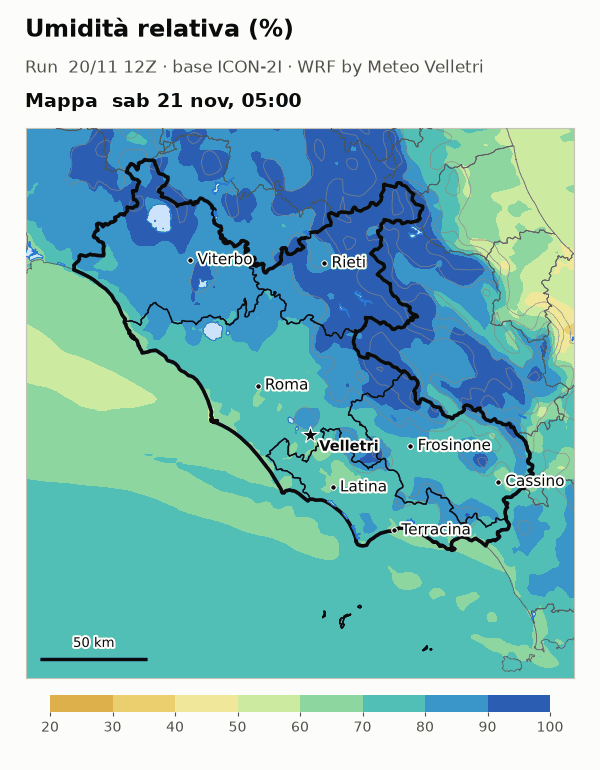 Umidità relativa (%)
Run  20/11 12Z · base ICON-2I · WRF by Meteo Velletri
Mappa  sab 21 nov, 05:00
Viterbo
Rieti
Roma
Velletri
Frosinone
Cassino
Latina
Terracina
50 km
20 30 40 50 60 70 80 90 100